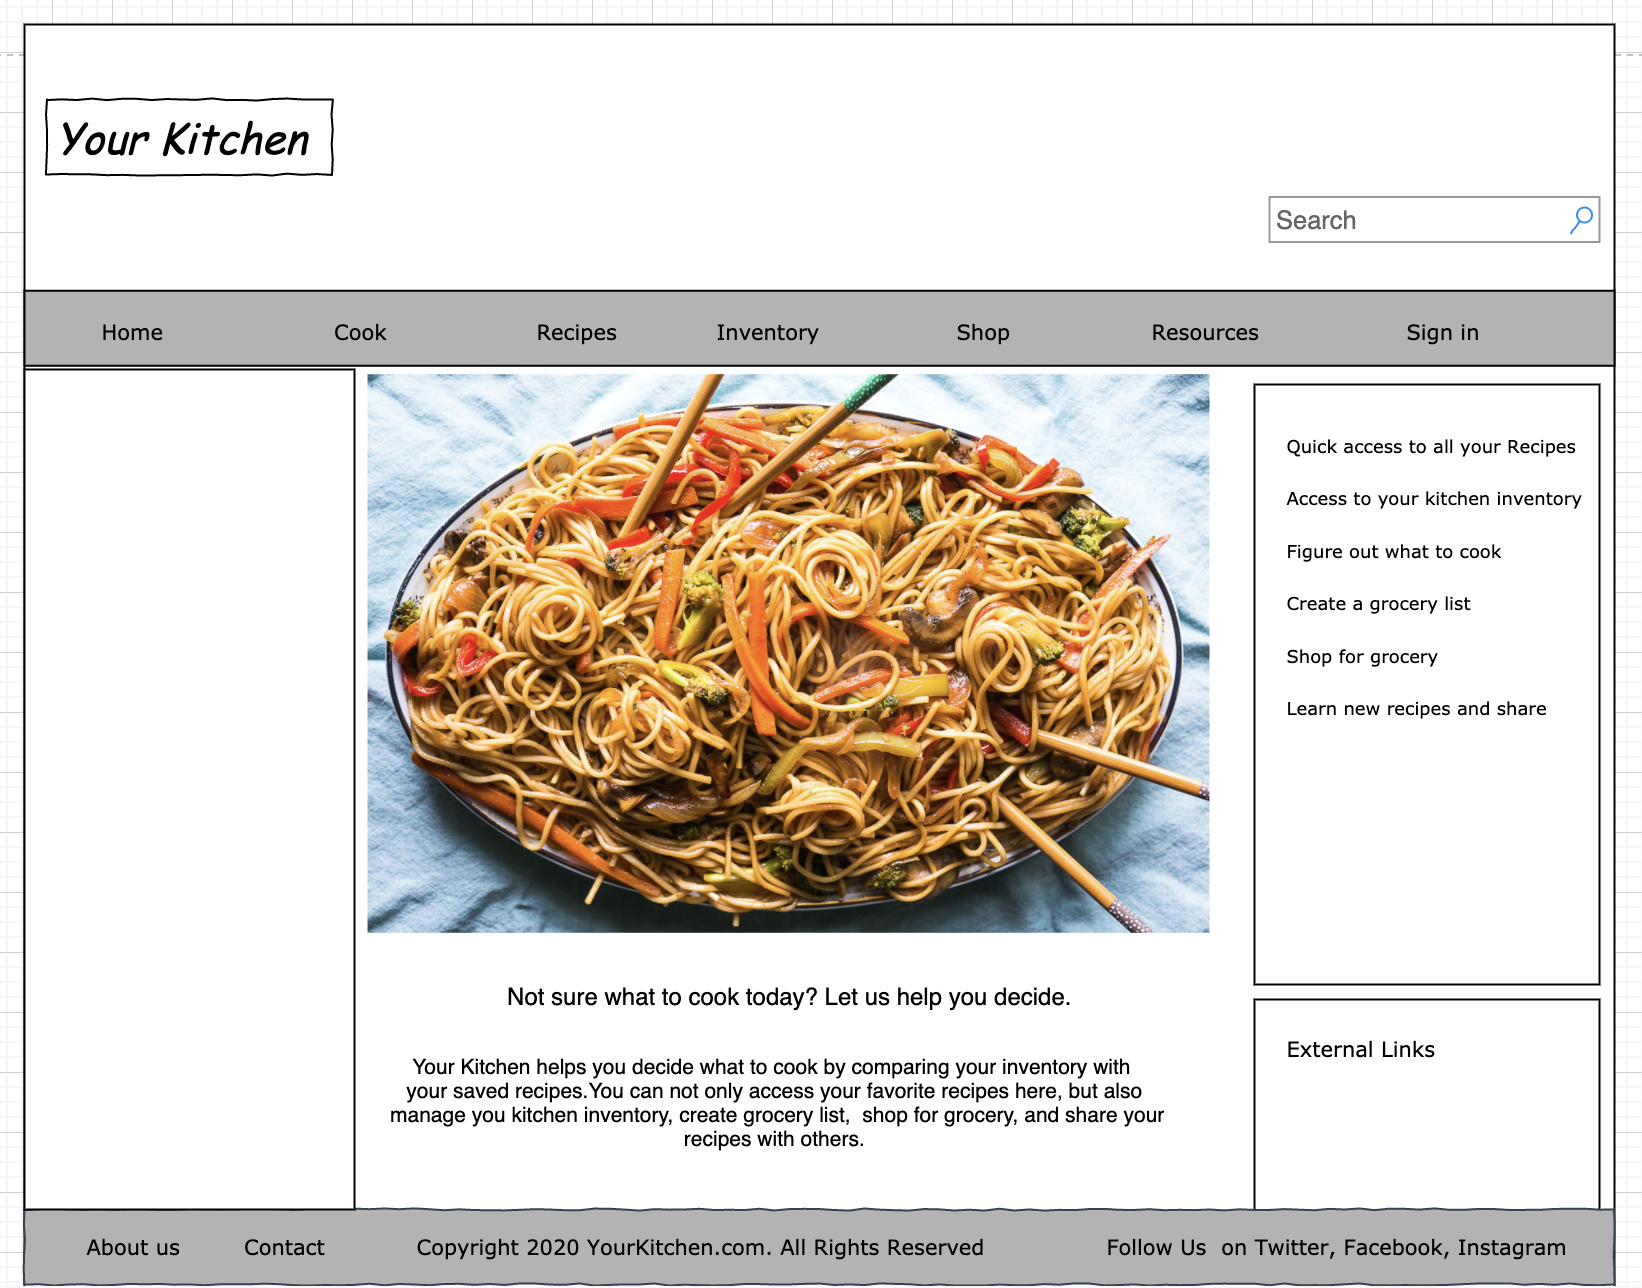 Your Kitchen
Search
Home Cook Recipes Inventory Shop Resources Sign in
Quick access to all your Recipes
Access to your kitchen inventory
Figure out what to cook
Create a grocery list
Shop for grocery
Learn new recipes and share
Not sure what to cook today? Let us help you decide.
Your Kitchen helps you decide what to cook by comparing your inventory with
your saved recipes.You can not only access your favorite recipes here, but also
manage you kitchen inventory, create grocery list,  shop for grocery, and share your
recipes with others.
External Links
About us Contact Copyright 2020 YourKitchen.com. All Rights Reserved Follow Us  on Twitter, Facebook, Instagram